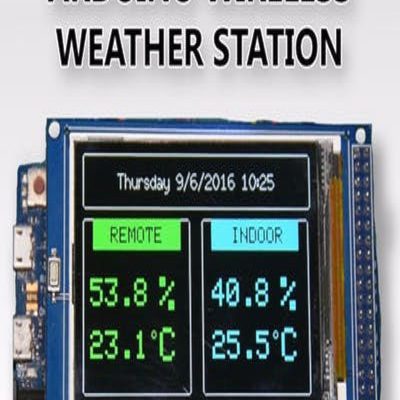 WEATHER STATION
Thursday 9/6/2016 10:25
REMOTE
53.8 %
23.1°C
INDOOR
40.8 %
25.5°C